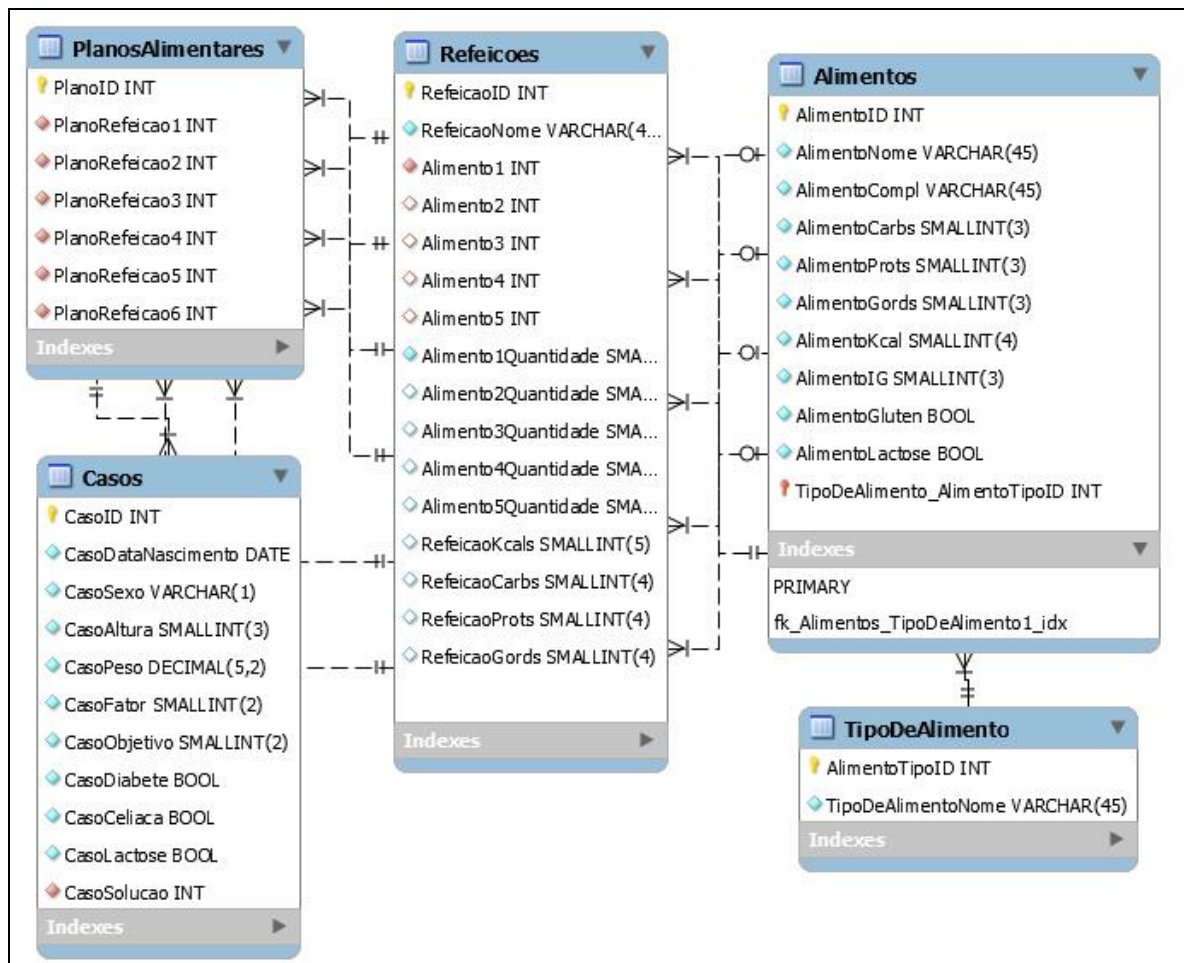 PlanosAlimentares
PlanoID INT
PlanoRefeicao1 INT
PlanoRefeicao2 INT
PlanoRefeicao3 INT
PlanoRefeicao4 INT
PlanoRefeicao5 INT
PlanoRefeicao6 INT
Indexes
Casos
CasoID INT
CasoDataNascimento DATE
CasoSexo VARCHAR(1)
CasoAltura SMALLINT(3)
CasoPeso DECIMAL(5,2)
CasoFator SMALLINT(2)
CasoObjetivo SMALLINT(2)
CasoDiabete BOOL
CasoCeliaca BOOL
CasoLactose BOOL
CasoSolucao INT
Indexes
Refeicoes
RefeicaoID INT
RefeicaoNome VARCHAR(4...
Alimento1 INT
Alimento2 INT
Alimento3 INT
Alimento4 INT
Alimento5 INT
Alimento1Quantidade SMA...
Alimento2Quantidade SMA...
Alimento3Quantidade SMA...
Alimento4Quantidade SMA...
Alimento5Quantidade SMA...
RefeicaoKcals SMALLINT(5)
RefeicaoCarbs SMALLINT(4)
RefeicaoProts SMALLINT(4)
RefeicaoGords SMALLINT(4)
Indexes
Alimentos
AlimentoID INT
AlimentoNome VARCHAR(45)
AlimentoCompl VARCHAR(45)
AlimentoCarbs SMALLINT(3)
AlimentoProts SMALLINT(3)
AlimentoGords SMALLINT(3)
AlimentoKcal SMALLINT(4)
AlimentoIG SMALLINT(3)
AlimentoGluten BOOL
AlimentoLactose BOOL
TipoDeAlimento_AlimentoTipoID INT
Indexes
PRIMARY
fk_Alimentos_TipoDeAlimento1_idx
TipoDeAlimento
AlimentoTipoID INT
TipoDeAlimentoNome VARCHAR(45)
Indexes